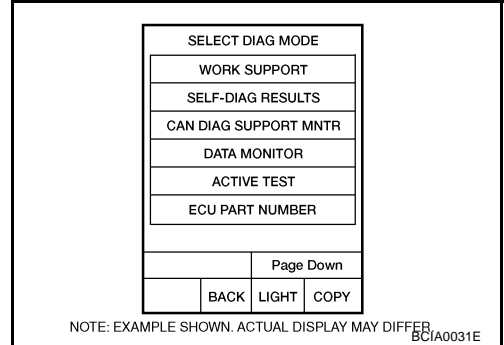 SELECT DIAG MODE
WORK SUPPORT
SELF-DIAG RESULTS
CAN DIAG SUPPORT MNTR
DATA MONITOR
ACTIVE TEST
ECU PART NUMBER
Page Down
BACK LIGHT COPY
NOTE: EXAMPLE SHOWN. ACTUAL DISPLAY MAY DIFFER.
BCIA0031E